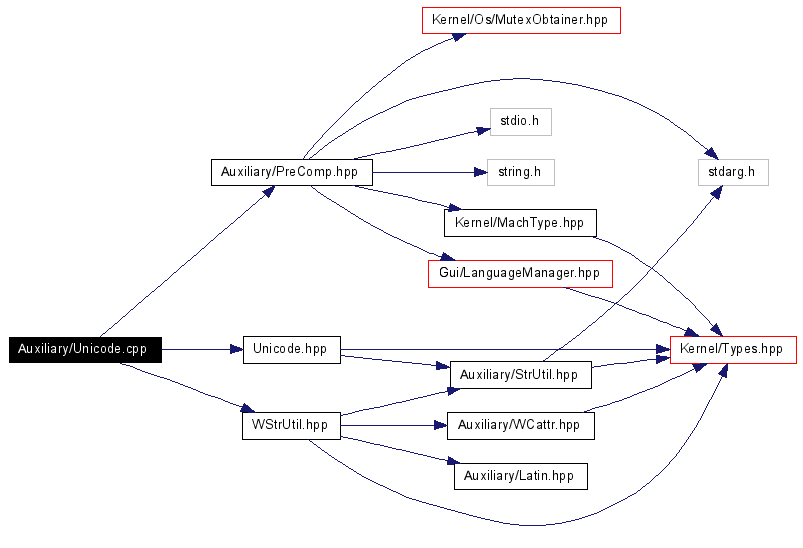 Kernel/Os/MutexObtainer.hpp
stdio.h
Auxiliary/PreComp.hpp
string.h
stdarg.h
Kernel/MachType.hpp
Gui/LanguageManager.hpp
Auxiliary/Unicode.cpp
Unicode.hpp
Kernel/Types.hpp
Auxiliary/StrUtil.hpp
WStrUtil.hpp
Auxiliary/WCattr.hpp
Auxiliary/Latin.hpp